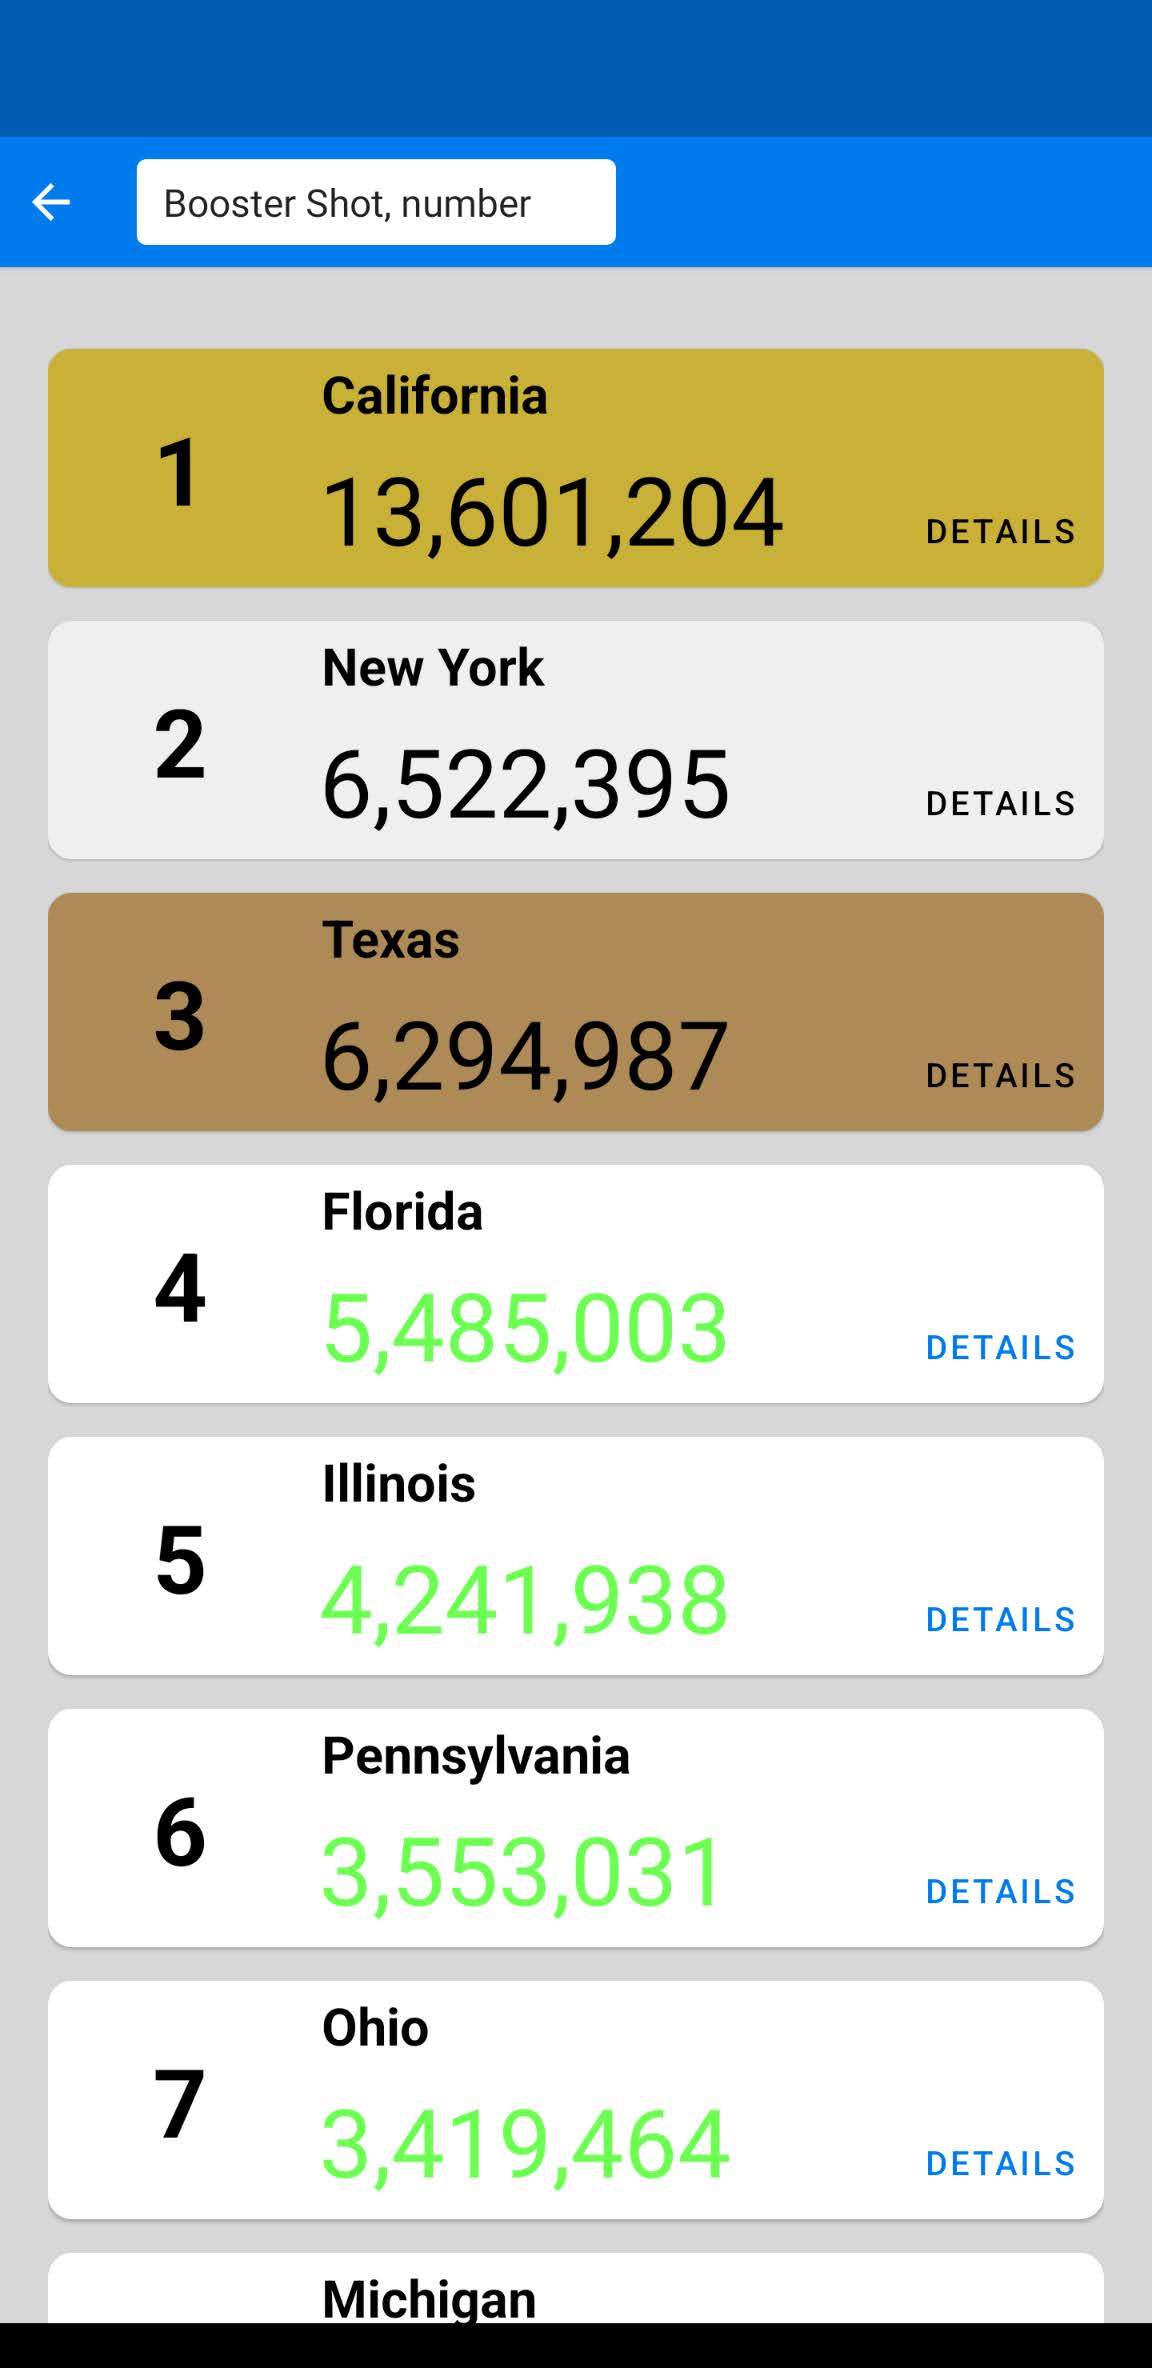 Booster Shot, number
California
1
13,601,204
DETAILS
New York
2
6,522,395
DETAILS
Texas
3
6,294,987
DETAILS
Florida
4
5,485,003
DETAILS
Illinois
5
4,241,938
DETAILS
Pennsylvania
6
3,553,031
DETAILS
Ohio
7
3,419,464
DETAILS
Michigan